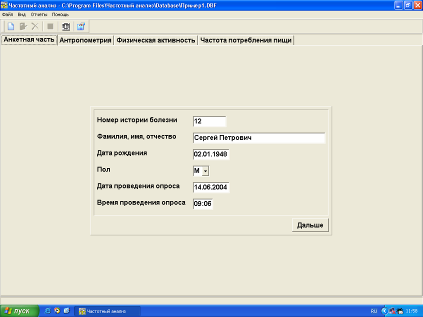 Частотный анализ - C:\Program Files\Частотный анализ\Database\Пример1.DBF
Файл Вид Отчеты Помощь
Анкетная часть Антропометрия Физическая активность Частота потребления пищи
Номер истории болезни 12
Фамилия, имя, отчество Сергей Петрович
Дата рождения 02.01.1948
Пол М
Дата проведения опроса 14.06.2004
Время проведения опроса 09:06
Дальше
пуск Частотный анализ RU 11:50